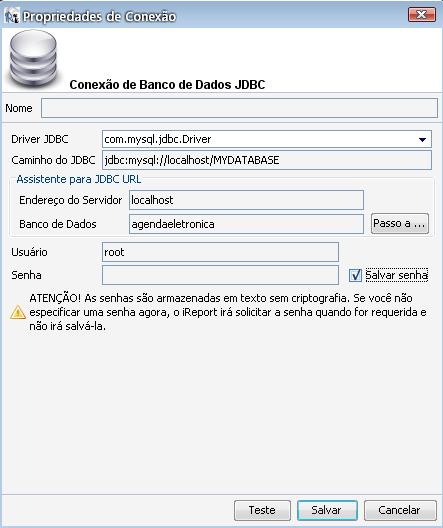 Propriedades de Conexão
Conexão de Banco de Dados JDBC
Nome
Driver JDBC com.mysql.jdbc.Driver
Caminho do JDBC jdbc:mysql://localhost/MYDATABASE
Assistente para JDBC URL
Endereço do Servidor localhost
Banco de Dados agendaeletronica Passo a ...
Usuário root
Senha Salvar senha
ATENÇÃO! As senhas são armazenadas em texto sem criptografia. Se você não
especificar uma senha agora, o iReport irá solicitar a senha quando for requerida e
não irá salvá-la.
Teste Salvar Cancelar